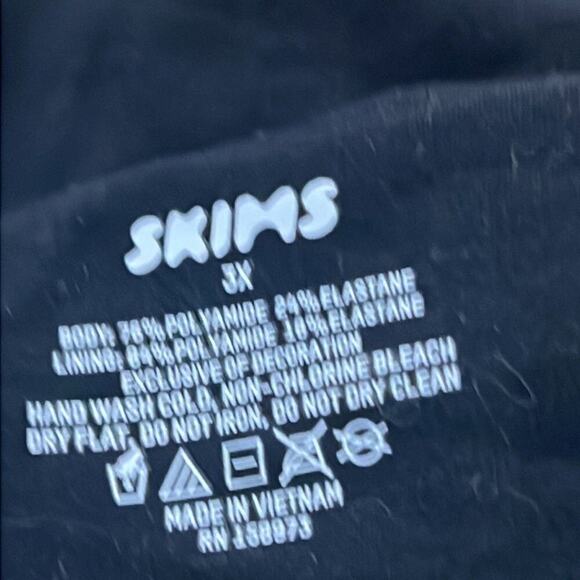 SKIMS
3X
BODY: 76% POLYAMIDE 24% ELASTANE
LINING: 84% POLYAMIDE 16% ELASTANE
EXCLUSIVE OF DECORATION
HAND WASH COLD, NON-CHLORINE BLEACH
DRY FLAT, DO NOT IRON, DO NOT DRY CLEAN
MADE IN VIETNAM
RN